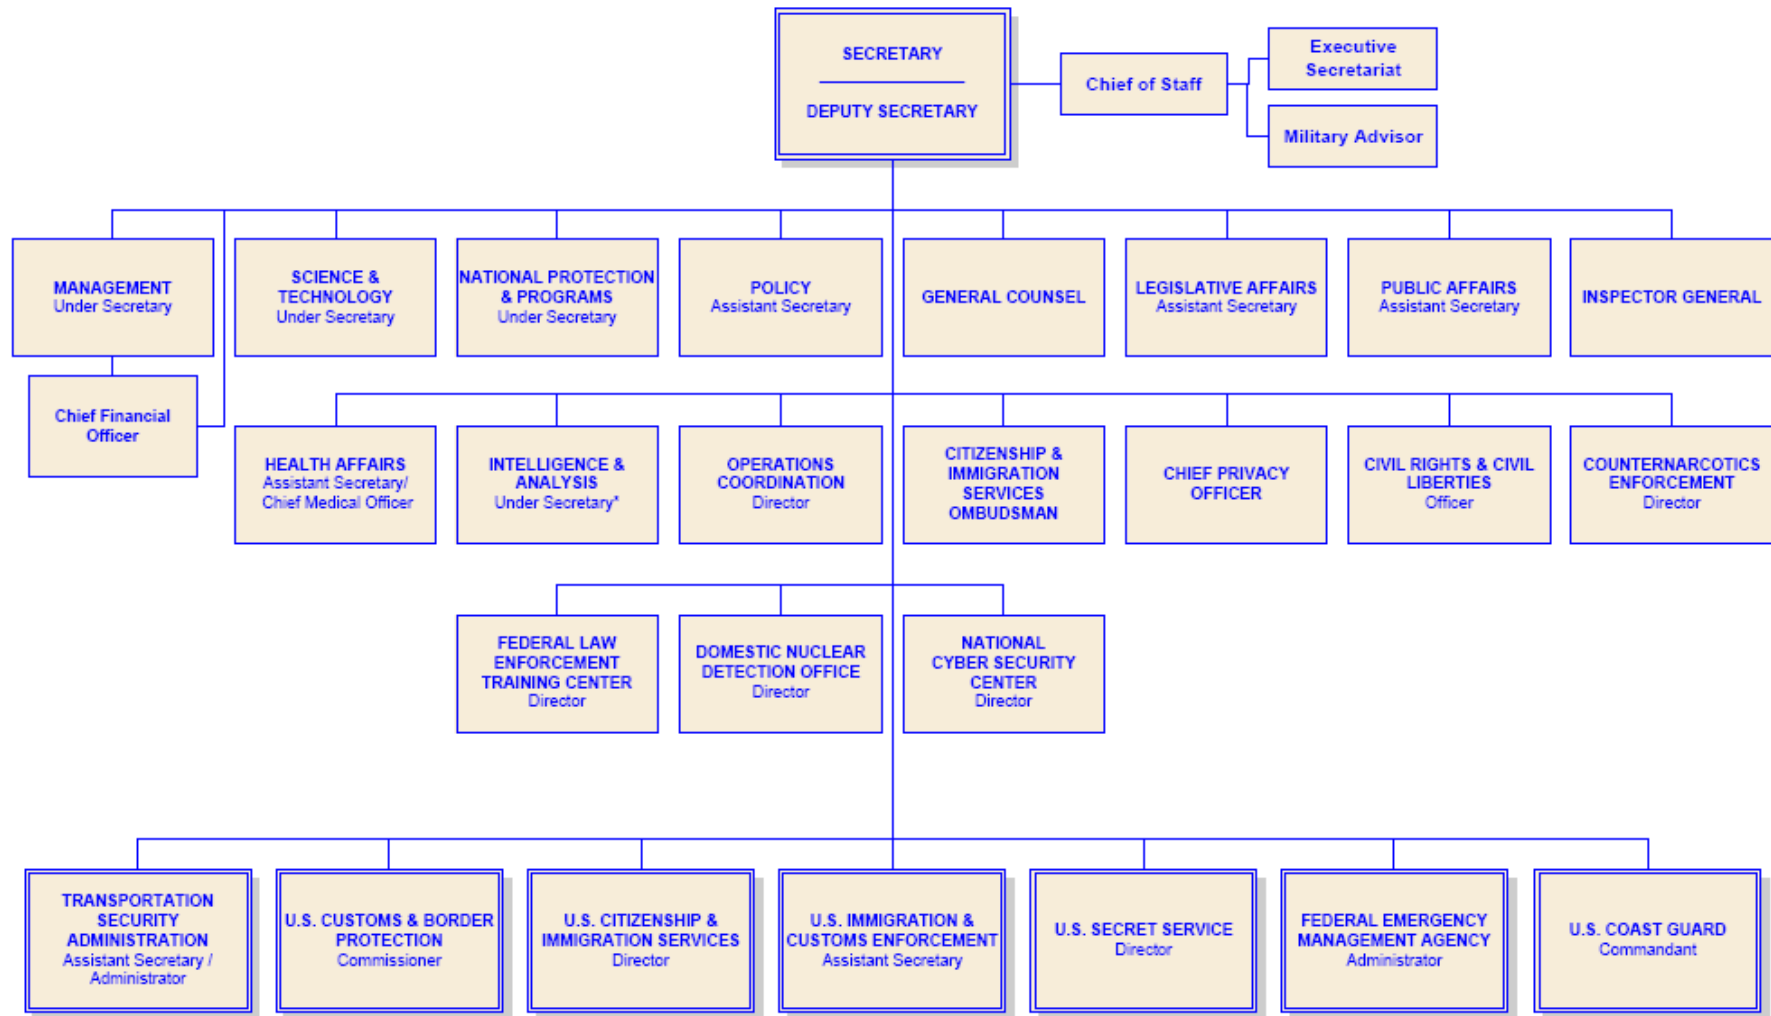 SECRETARY
DEPUTY SECRETARY
Chief of Staff
Executive
Secretariat
Military Advisor
MANAGEMENT
Under Secretary
SCIENCE &
TECHNOLOGY
Under Secretary
NATIONAL PROTECTION
& PROGRAMS
Under Secretary
POLICY
Assistant Secretary
GENERAL COUNSEL
LEGISLATIVE AFFAIRS
Assistant Secretary
PUBLIC AFFAIRS
Assistant Secretary
INSPECTOR GENERAL
Chief Financial
Officer
HEALTH AFFAIRS
Assistant Secretary/
Chief Medical Officer
INTELLIGENCE &
ANALYSIS
Under Secretary*
OPERATIONS
COORDINATION
Director
CITIZENSHIP &
IMMIGRATION
SERVICES
OMBUDSMAN
CHIEF PRIVACY
OFFICER
CIVIL RIGHTS & CIVIL
LIBERTIES
Officer
COUNTERNARCOTICS
ENFORCEMENT
Director
FEDERAL LAW
ENFORCEMENT
TRAINING CENTER
Director
DOMESTIC NUCLEAR
DETECTION OFFICE
Director
NATIONAL
CYBER SECURITY
CENTER
Director
TRANSPORTATION
SECURITY
ADMINISTRATION
Assistant Secretary /
Administrator
U.S. CUSTOMS & BORDER
PROTECTION
Commissioner
U.S. CITIZENSHIP &
IMMIGRATION SERVICES
Director
U.S. IMMIGRATION &
CUSTOMS ENFORCEMENT
Assistant Secretary
U.S. SECRET SERVICE
Director
FEDERAL EMERGENCY
MANAGEMENT AGENCY
Administrator
U.S. COAST GUARD
Commandant